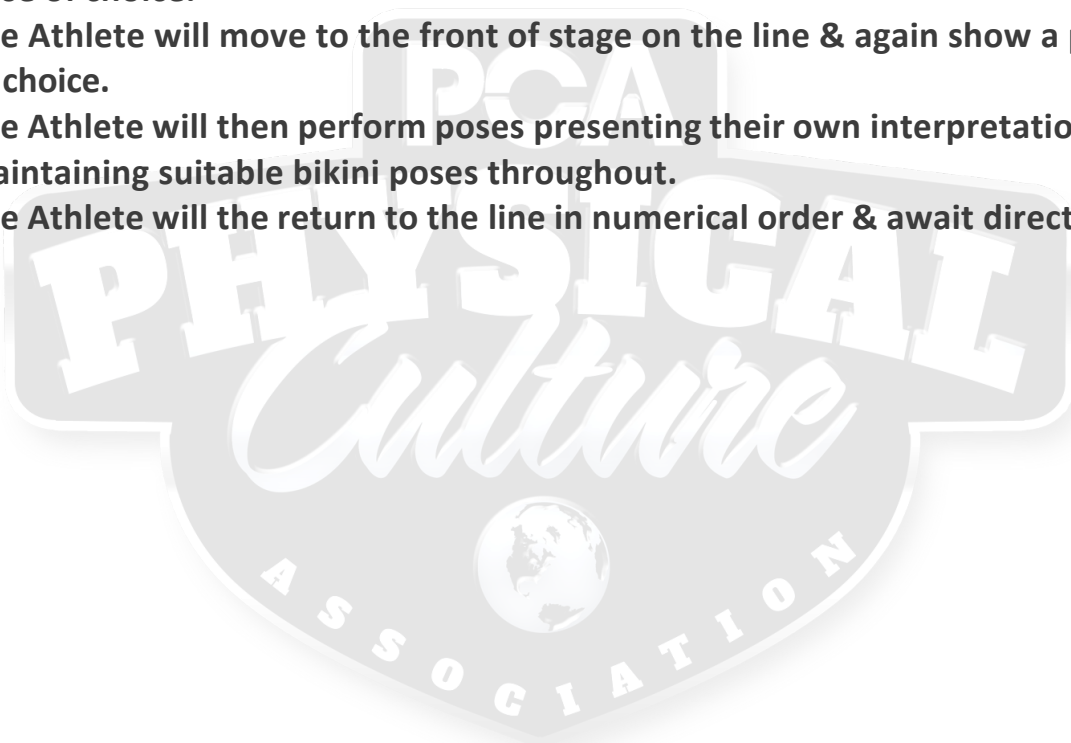 of choice.
e Athlete will move to the front of stage on the line & again show a p
choice.
e Athlete will then perform poses presenting their own interpretatio
aintaining suitable bikini poses throughout.
e Athlete will the return to the line in numerical order & await direct
PCA
PHYSICAL
Culture
ASSOCIATION